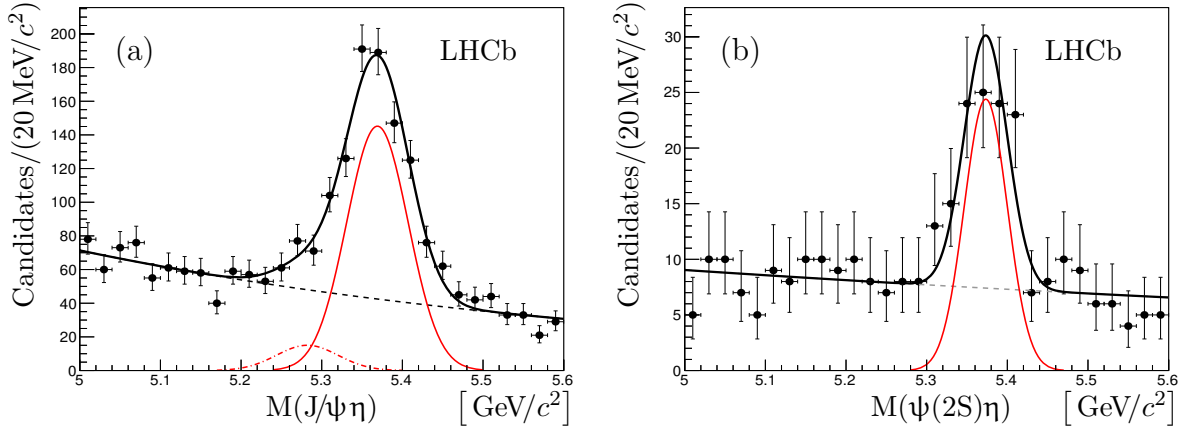 (a)
LHCb
Candidates/(20 MeV/c²)
200
180
160
140
120
100
80
60
40
20
0
5 5.1 5.2 5.3 5.4 5.5 5.6
M(J/ψ η) [GeV/c²]
(b)
LHCb
Candidates/(20 MeV/c²)
30
25
20
15
10
5
0
5 5.1 5.2 5.3 5.4 5.5 5.6
M(ψ(2S)η) [GeV/c²]